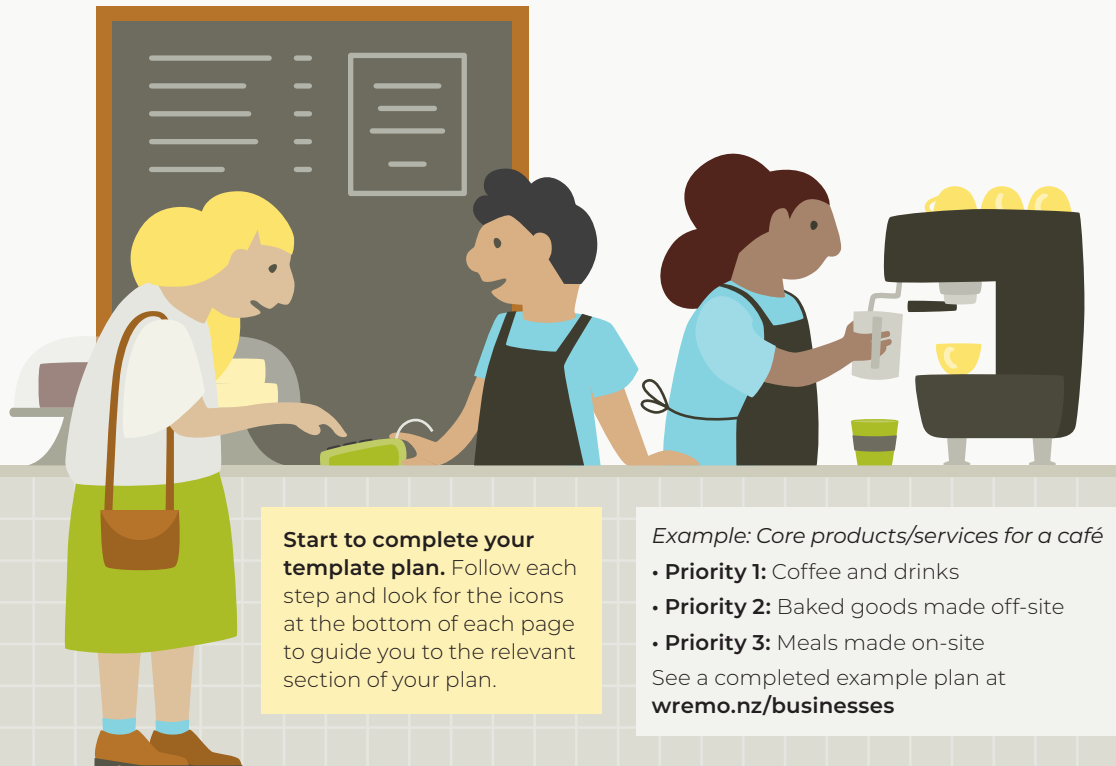 Start to complete your
template plan. Follow each
step and look for the icons
at the bottom of each page
to guide you to the relevant
section of your plan.
Example: Core products/services for a café
• Priority 1: Coffee and drinks
• Priority 2: Baked goods made off-site
• Priority 3: Meals made on-site
See a completed example plan at
wremo.nz/businesses